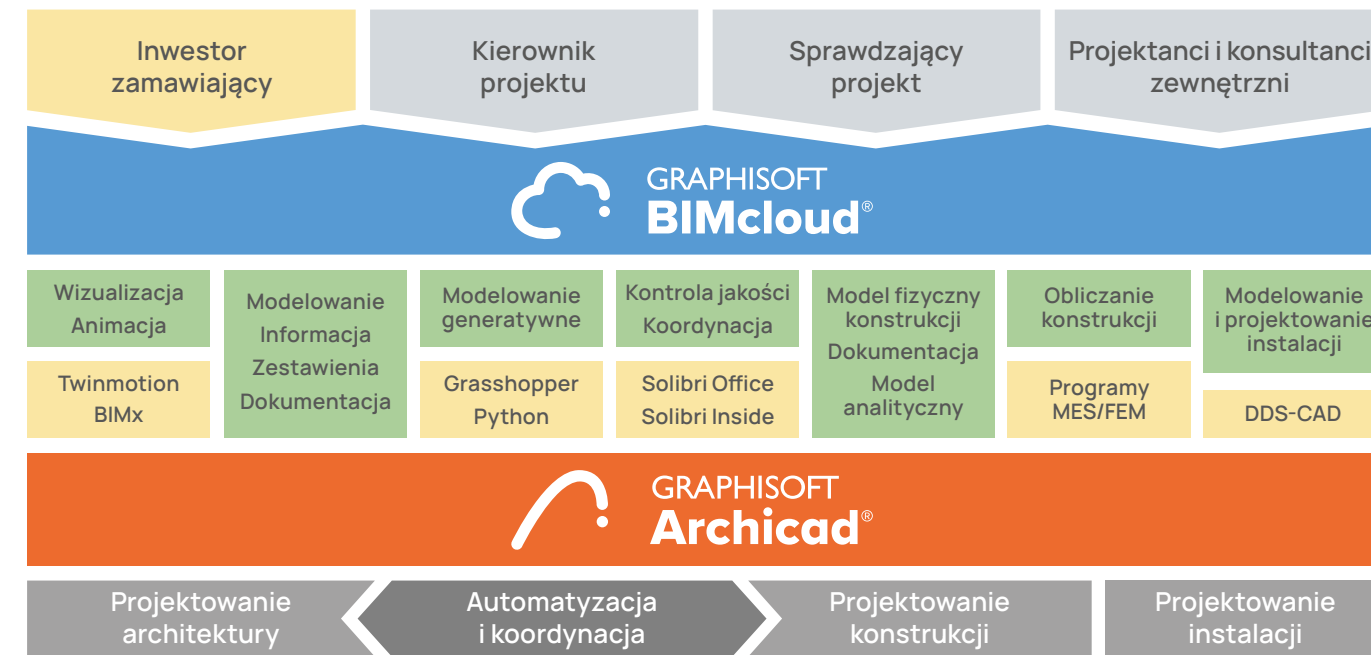 Inwestor
zamawiający
Kierownik
projektu
Sprawdzający
projekt
Projektanci i konsultanci
zewnętrzni
GRAPHISOFT
BIMcloud®
Wizualizacja
Animacja
Twinmotion
BIMx
Modelowanie
Informacja
Zestawienia
Dokumentacja
Modelowanie
generatywne
Grasshopper
Python
Kontrola jakości
Koordynacja
Solibri Office
Solibri Inside
Model fizyczny
konstrukcji
Dokumentacja
Model
analityczny
Obliczanie
konstrukcji
Programy
MES/FEM
Modelowanie
i projektowanie
instalacji
DDS-CAD
GRAPHISOFT
Archicad®
Projektowanie
architektury
Automatyzacja
i koordynacja
Projektowanie
konstrukcji
Projektowanie
instalacji